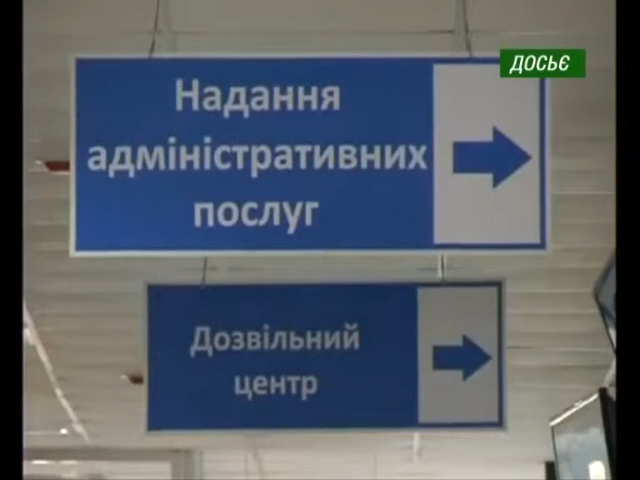 ДОСЬЄ
Надання
адміністративних
послуг
Дозвільний
центр